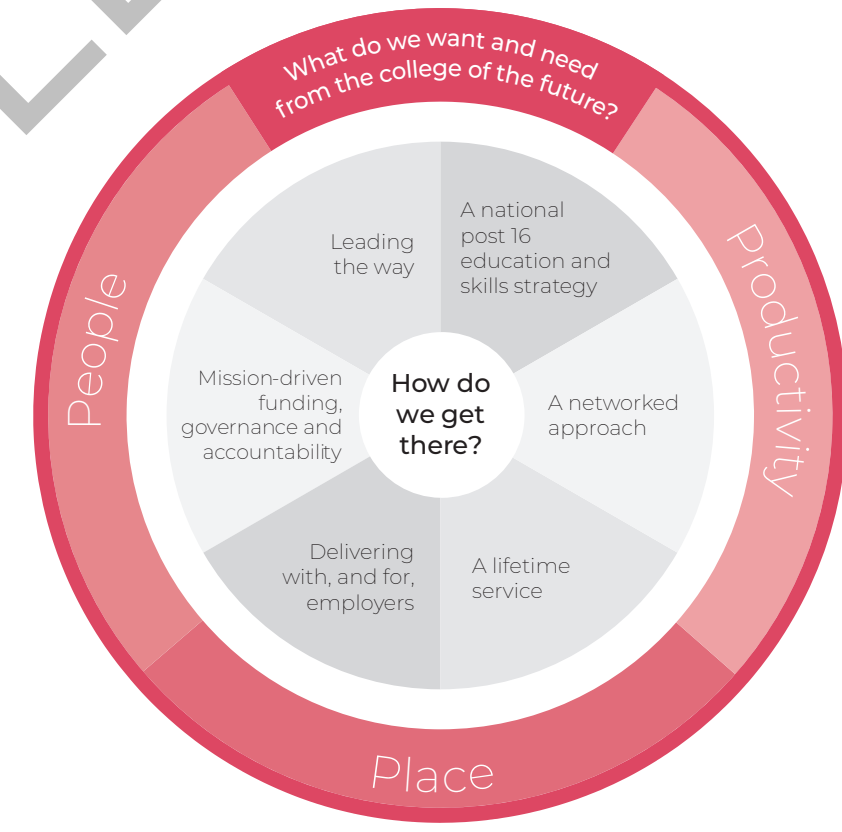 What do we want and need
from the college of the future?
People
Productivity
Place
How do
we get
there?
A national
post 16
education and
skills strategy
A networked
approach
A lifetime
service
Delivering
with, and for,
employers
Mission-driven
funding,
governance and
accountability
Leading
the way